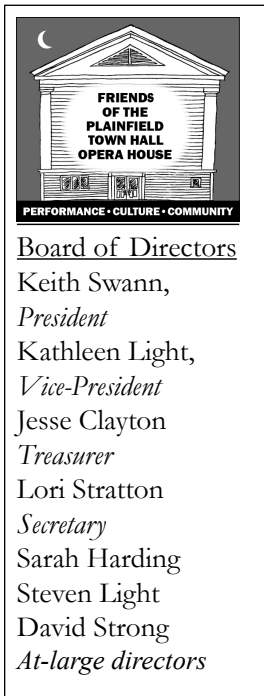 FRIENDS
OF THE
PLAINFIELD
TOWN HALL
OPERA HOUSE
PERFORMANCE • CULTURE • COMMUNITY
Board of Directors
Keith Swann,
President
Kathleen Light,
Vice-President
Jesse Clayton
Treasurer
Lori Stratton
Secretary
Sarah Harding
Steven Light
David Strong
At-large directors